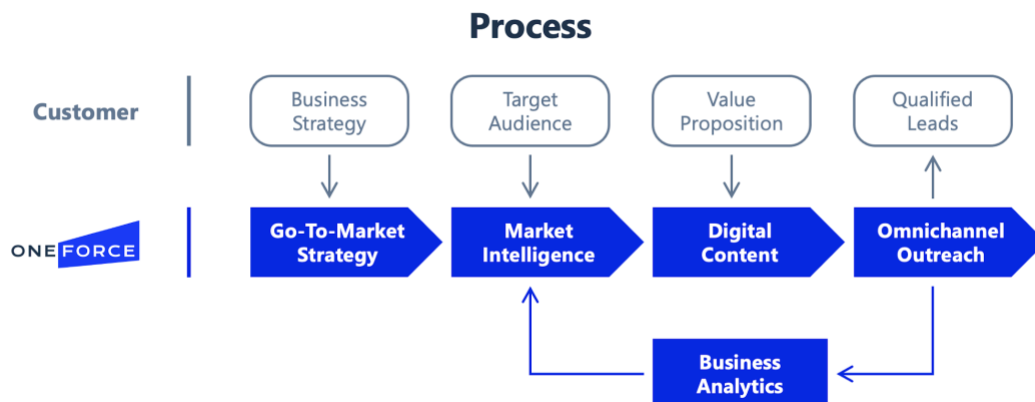 Process
Customer
Business
Strategy
Target
Audience
Value
Proposition
Qualified
Leads
ONEFORCE
Go-To-Market
Strategy
Market
Intelligence
Digital
Content
Omnichannel
Outreach
Business
Analytics